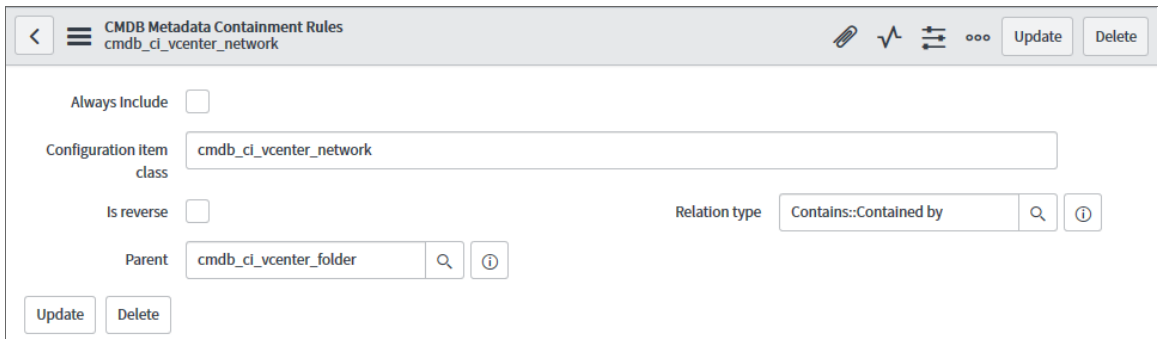 CMDB Metadata Containment Rules
cmdb_ci_vcenter_network
Update
Delete
Always Include
Configuration item class
cmdb_ci_vcenter_network
Is reverse
Relation type
Contains::Contained by
Parent
cmdb_ci_vcenter_folder
Update
Delete